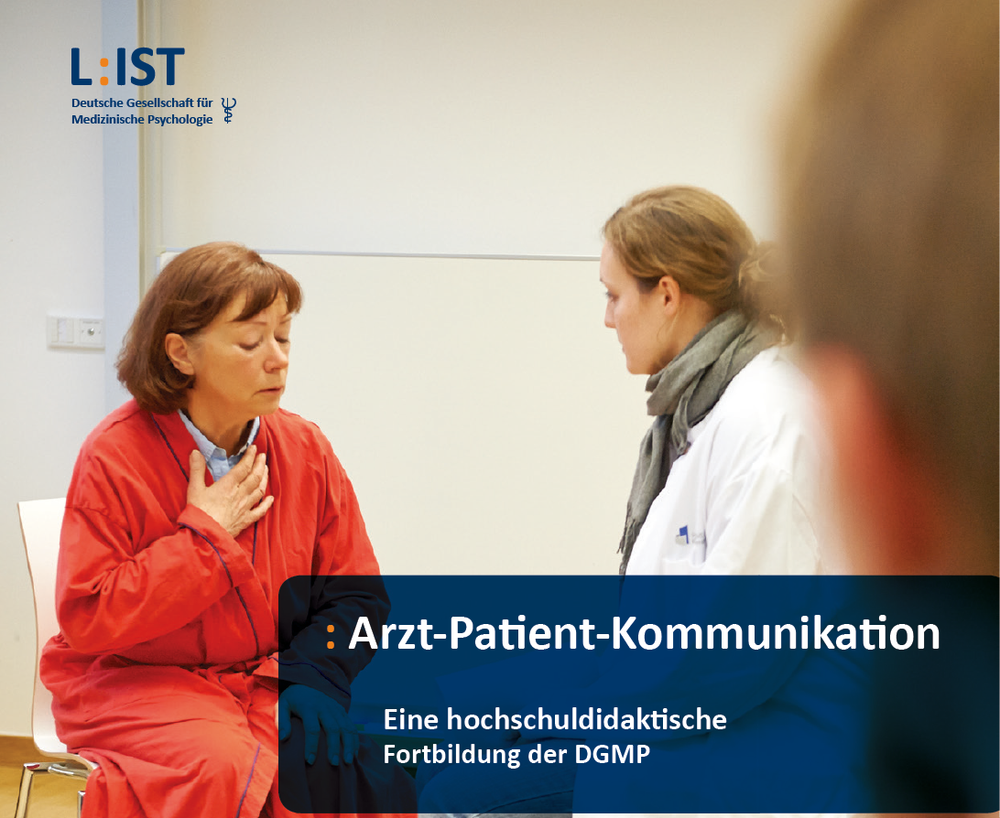 L:IST
Deutsche Gesellschaft für
Medizinische Psychologie
: Arzt-Patient-Kommunikation
Eine hochschuldidaktische
Fortbildung der DGMP